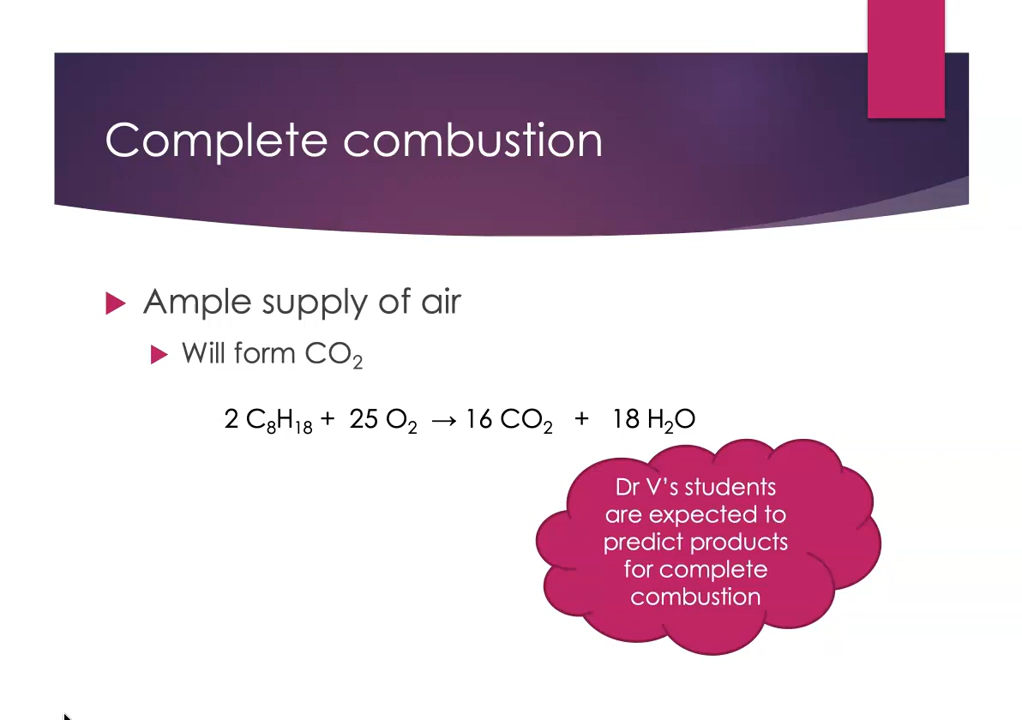 Complete combustion
Ample supply of air
Will form CO₂
2 C₈H₁₈ + 25 O₂ → 16 CO₂ + 18 H₂O
Dr V's students
are expected to
predict products
for complete
combustion